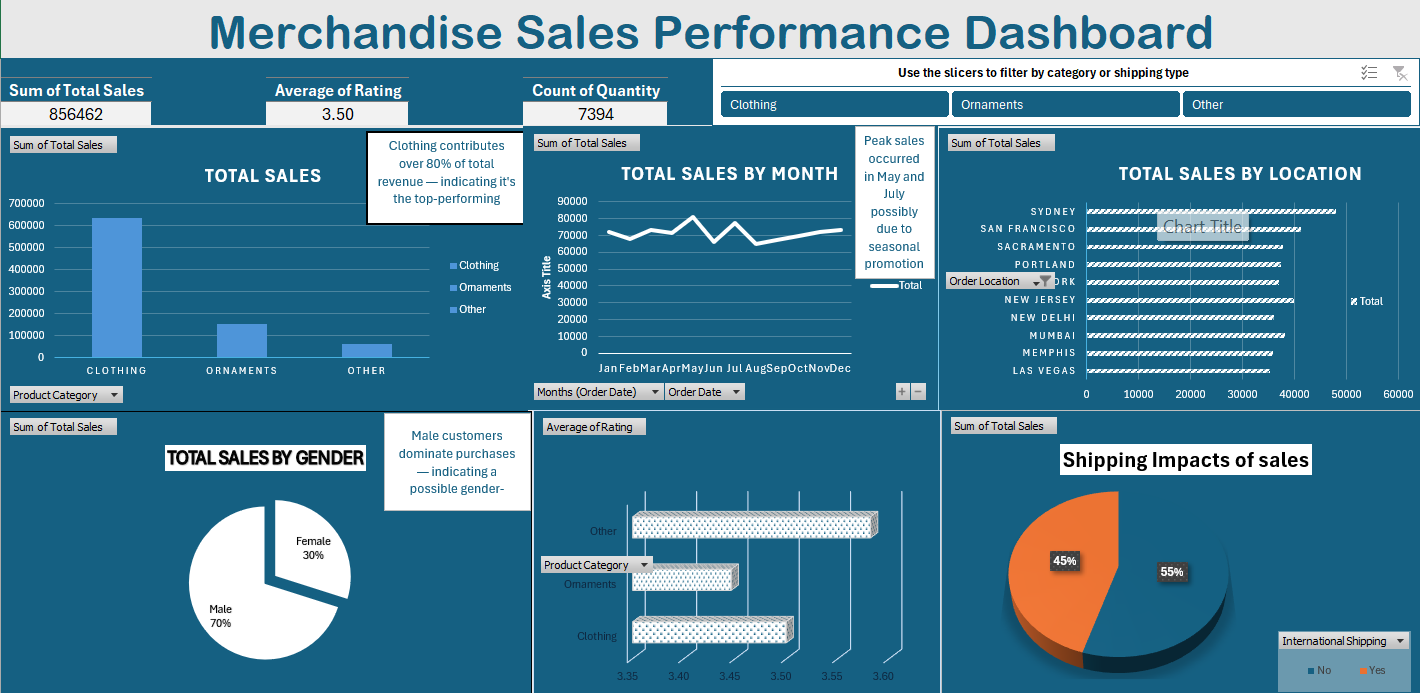 Merchandise Sales Performance Dashboard
Sum of Total Sales
856462
Average of Rating
3.50
Count of Quantity
7394
Use the slicers to filter by category or shipping type
Clothing
Ornaments
Other
Sum of Total Sales
TOTAL SALES
Clothing contributes
over 80% of total
revenue — indicating it's
the top-performing
700000
600000
500000
400000
300000
200000
100000
0
CLOTHING
ORNAMENTS
OTHER
Clothing
Ornaments
Other
Product Category
Sum of Total Sales
TOTAL SALES BY MONTH
Peak sales
occurred
in May and
July
possibly
due to
seasonal
promotion
90000
80000
70000
60000
50000
40000
30000
20000
10000
0
Axis Title
Jan Feb Mar Apr May Jun Jul Aug Sep Oct Nov Dec
Total
Months (Order Date)
Order Date
Sum of Total Sales
TOTAL SALES BY LOCATION
Chart Title
SYDNEY
SAN FRANCISCO
SACRAMENTO
PORTLAND
Order Location
ORK
NEW JERSEY
NEW DELHI
MUMBAI
MEMPHIS
LAS VEGAS
0 10000 20000 30000 40000 50000 60000
Total
Sum of Total Sales
TOTAL SALES BY GENDER
Male customers
dominate purchases
— indicating a
possible gender-
Female
30%
Male
70%
Average of Rating
Other
Product Category
Ornaments
Clothing
3.35 3.40 3.45 3.50 3.55 3.60
Sum of Total Sales
Shipping Impacts of sales
45%
55%
International Shipping
No
Yes